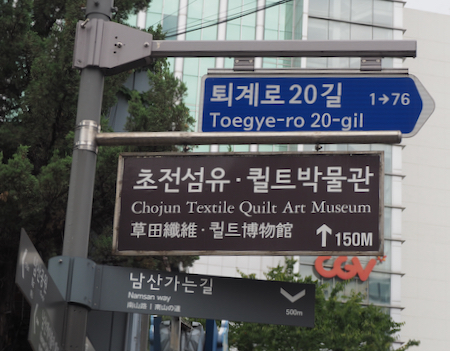 퇴계로20길 1→76
Toegye-ro 20-gil
초전섬유·퀼트박물관
Chojun Textile Quilt Art Museum
草田纖維·퀼트博物館 ↑150M
CGV
남산가는길
Namsan way
500m